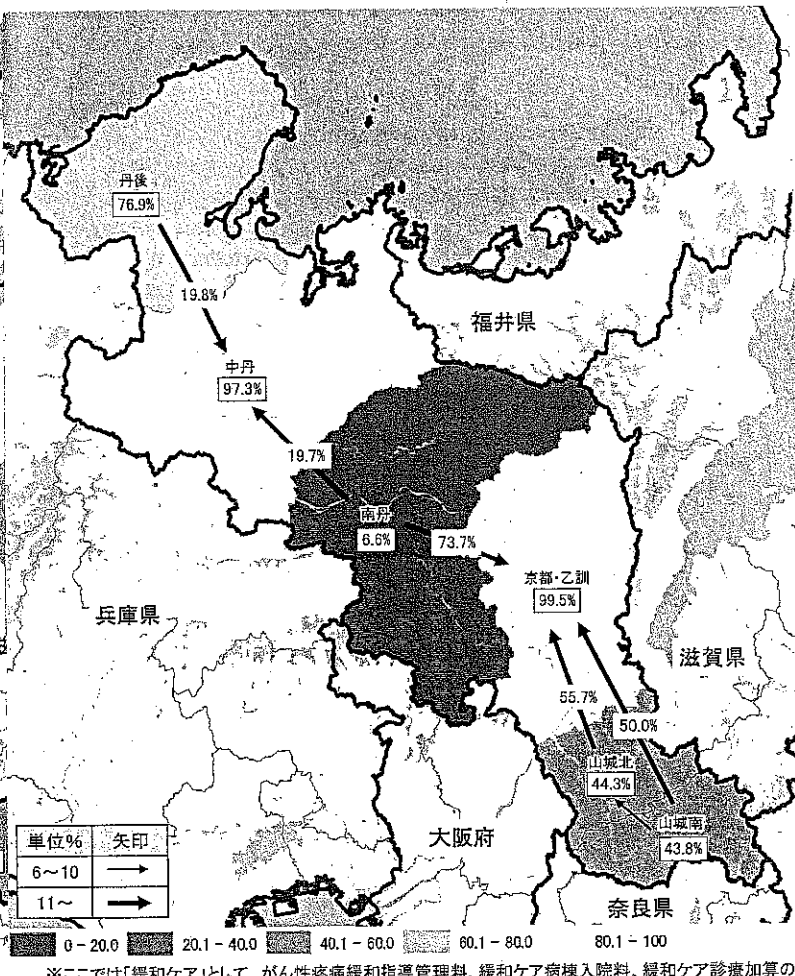 丹後
76.9%
19.8%
福井県
中丹
97.3%
19.7%
南丹
6.6%
73.7%
京都・乙訓
99.5%
兵庫県
滋賀県
55.7%
50.0%
山城北
44.3%
山城南
43.8%
大阪府
奈良県
単位% 矢印
6～10
11～
0-20.0 20.1-40.0 40.1-60.0 60.1-80.0 80.1-100
※ここでは「緩和ケア」として、がん性疼痛緩和指導管理料、緩和ケア病棟入院料、緩和ケア診療加算の